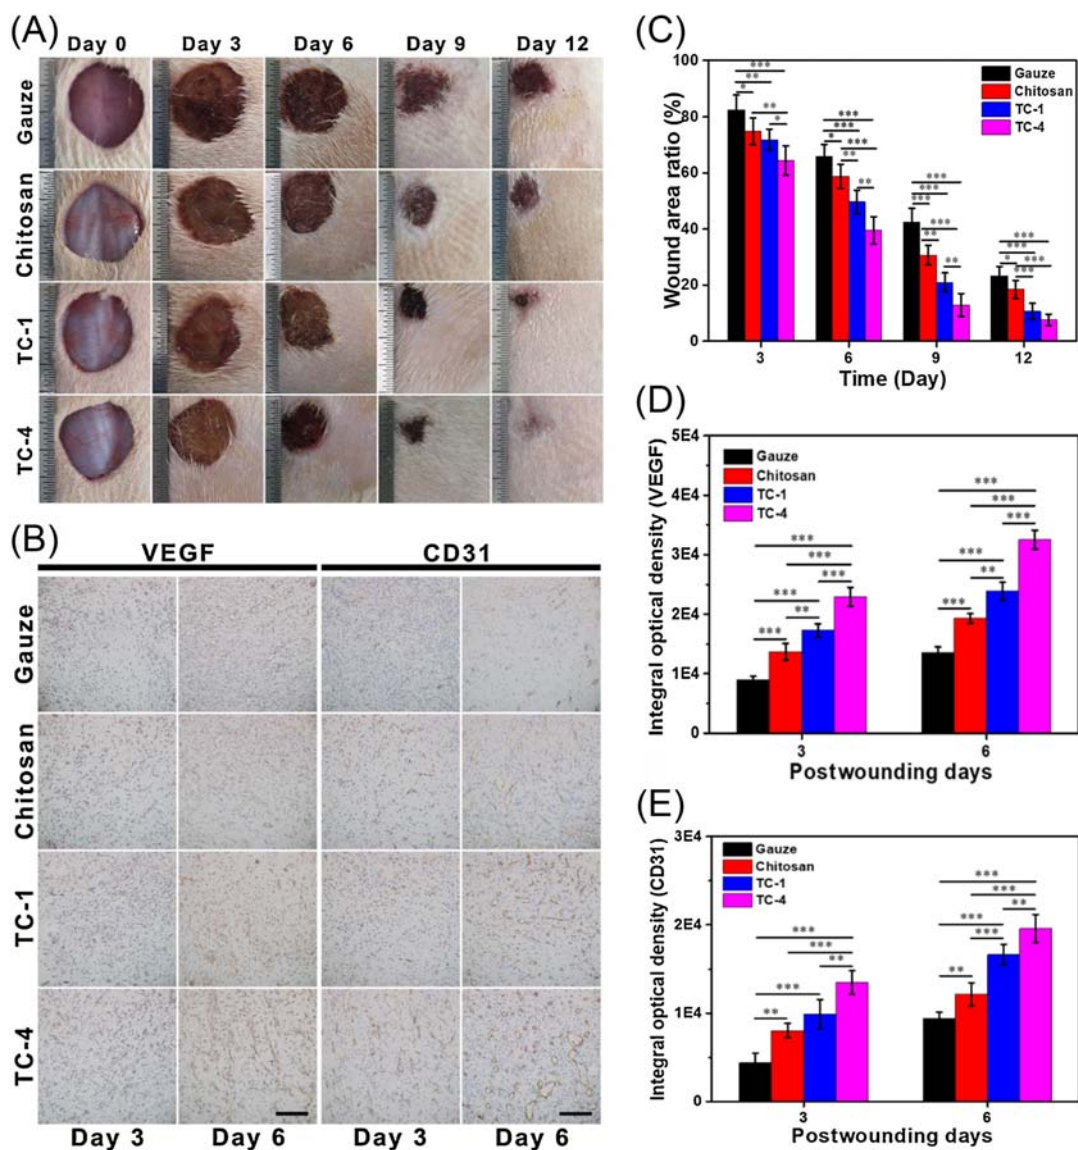 (A)
Day 0 Day 3 Day 6 Day 9 Day 12
Gauze
Chitosan
TC-1
TC-4
(B)
VEGF CD31
Gauze
Chitosan
TC-1
TC-4
Day 3 Day 6 Day 3 Day 6
(C)
Wound area ratio (%)
100
80
60
40
20
0
Gauze
Chitosan
TC-1
TC-4
***
**
*
**
*
***
***
*
***
**
**
***
***
***
***
**
**
***
***
*
***
***
3 6 9 12
Time (Day)
(D)
Integral optical density (VEGF)
5E4
4E4
3E4
2E4
1E4
0
Gauze
Chitosan
TC-1
TC-4
***
***
***
***
**
***
***
***
***
***
**
***
3 6
Postwounding days
(E)
Integral optical density (CD31)
3E4
2E4
1E4
0
Gauze
Chitosan
TC-1
TC-4
***
***
**
***
**
***
***
**
***
***
**
3 6
Postwounding days